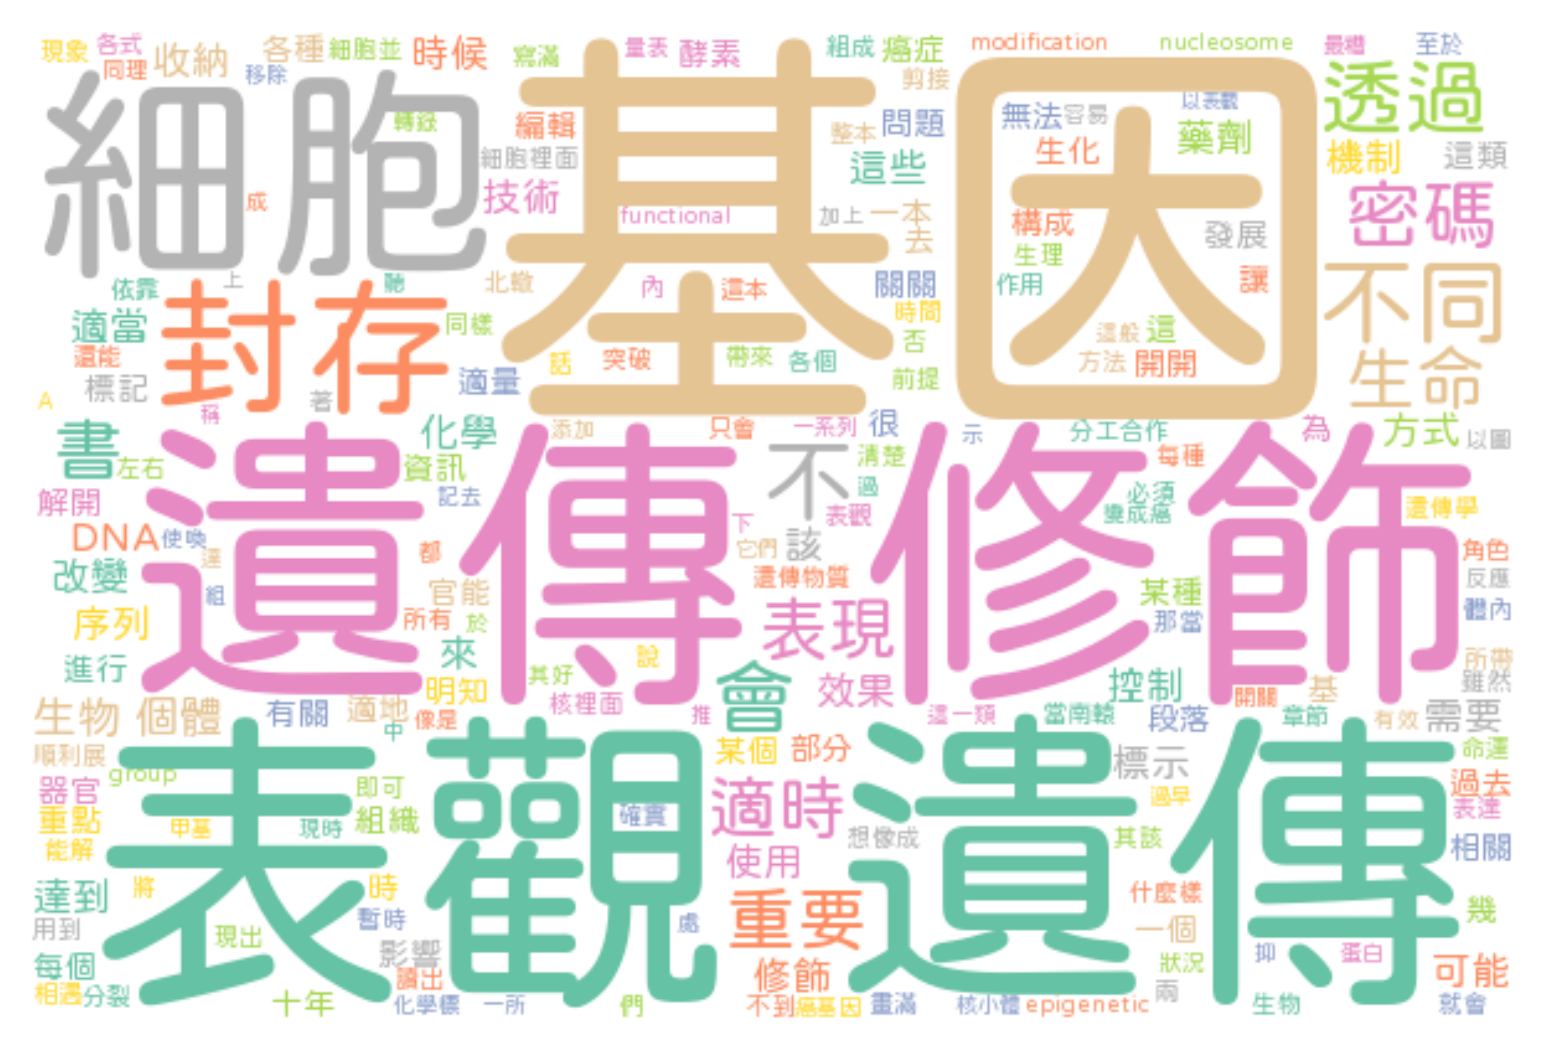 現象
各式
同理
收納
移除
各種
細胞並
時候
寫滿
量表
酵素
組成
癌症
剪接
modification
nucleosome
最糟
至於
細胞
轉錄
成
編輯
細胞裡面
技術
基因
functional
整本
問題
這些
加上
一本
去
無法
容易
以表觀
生化
藥劑
構成
發展
生理
作用
讓
透過
機制
這類
密碼
不同
生命
依靠
上
聽
北轍
內
這本
關關
時間
適當
還能
標記
A
封存
同樣
著
適量
話
突破
帶來
各個
否
前提
這般
這
方法
開開
稱
書
左右
化學
資訊
記去
添加
只會
一系列
很
示
分工合作
為
方式
以圖
解開
DNA
使喚
達
組
改變
序列
進行
遺傳修飾
不
清楚
過
表觀
下
它們
該
遺傳物質
每種
必須
變成癌
遺傳學
角色
反應
體內
都
官能
所有
於
來
表現
某種
那當
說
其好
明知
核裡面
推
會
效果
控制
所帶
雖然
開關
基
生物
個體
有關
適地
中
像是
這一類
當南轅
段落
章節
有效
需要
順利展
group
器官
重點
能解
甲基
現時
即可
組織
表觀遺傳
確實
某個
部分
適時
想像成
使用
標示
過早
其該
命運
過去
表達
相關
達到
將
時
暫時
用到
現出
影響
讀出
處
重要
修飾
什麼樣
一個
幾
每個
相遇
分裂
十年
化學標
一所
們
不到
癌基因
畫滿
核小體
epigenetic
狀況
兩
抑
蛋白
可能
生物
就會